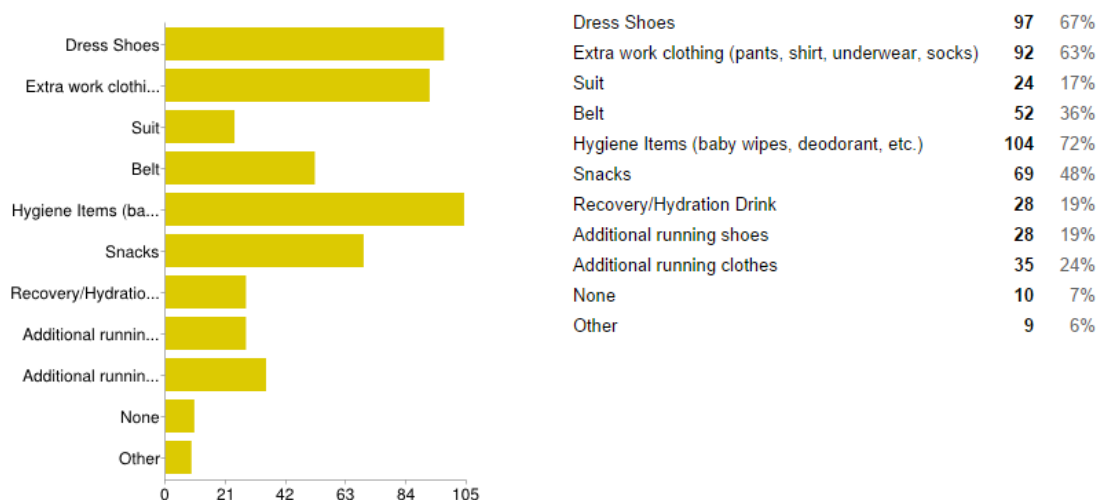 Dress Shoes
Extra work clothi...
Suit
Belt
Hygiene Items (ba...
Snacks
Recovery/Hydratio...
Additional runnin...
Additional runnin...
None
Other
0 21 42 63 84 105
Dress Shoes 97 67%
Extra work clothing (pants, shirt, underwear, socks) 92 63%
Suit 24 17%
Belt 52 36%
Hygiene Items (baby wipes, deodorant, etc.) 104 72%
Snacks 69 48%
Recovery/Hydration Drink 28 19%
Additional running shoes 28 19%
Additional running clothes 35 24%
None 10 7%
Other 9 6%